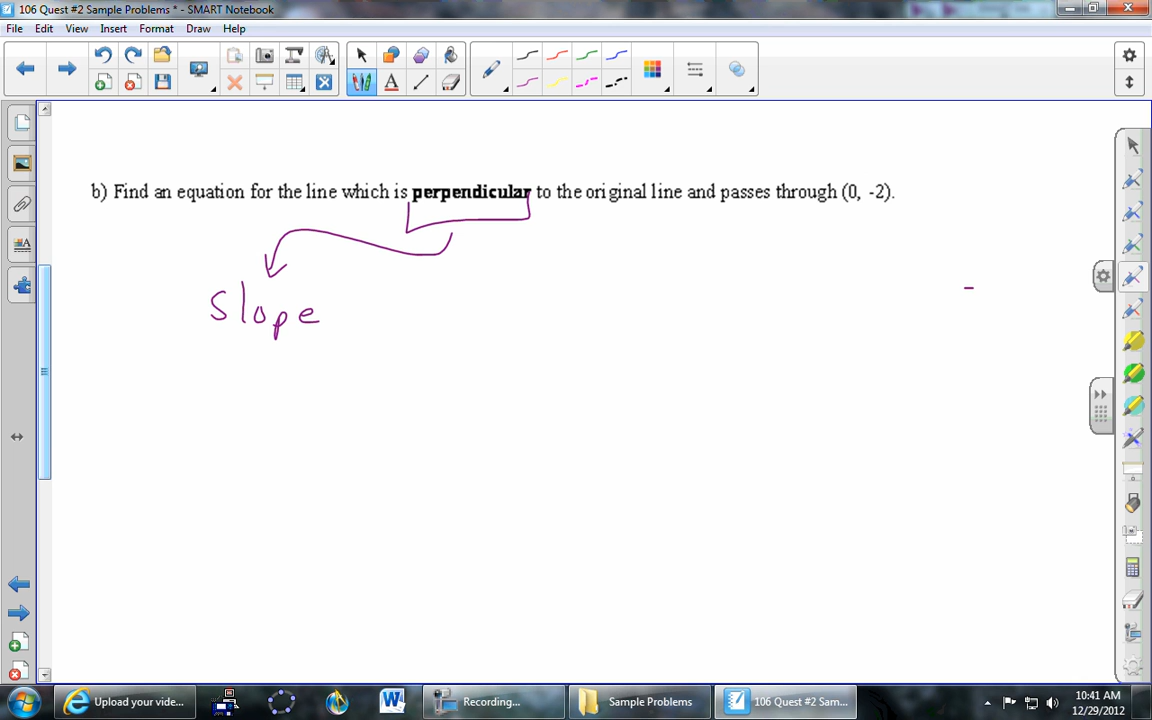 106 Quest #2 Sample Problems * - SMART Notebook
File Edit View Insert Format Draw Help
b) Find an equation for the line which is perpendicular to the original line and passes through (0, -2).
Slope
-
Upload your vide...
Recording...
Sample Problems
106 Quest #2 Sam...
10:41 AM
12/29/2012